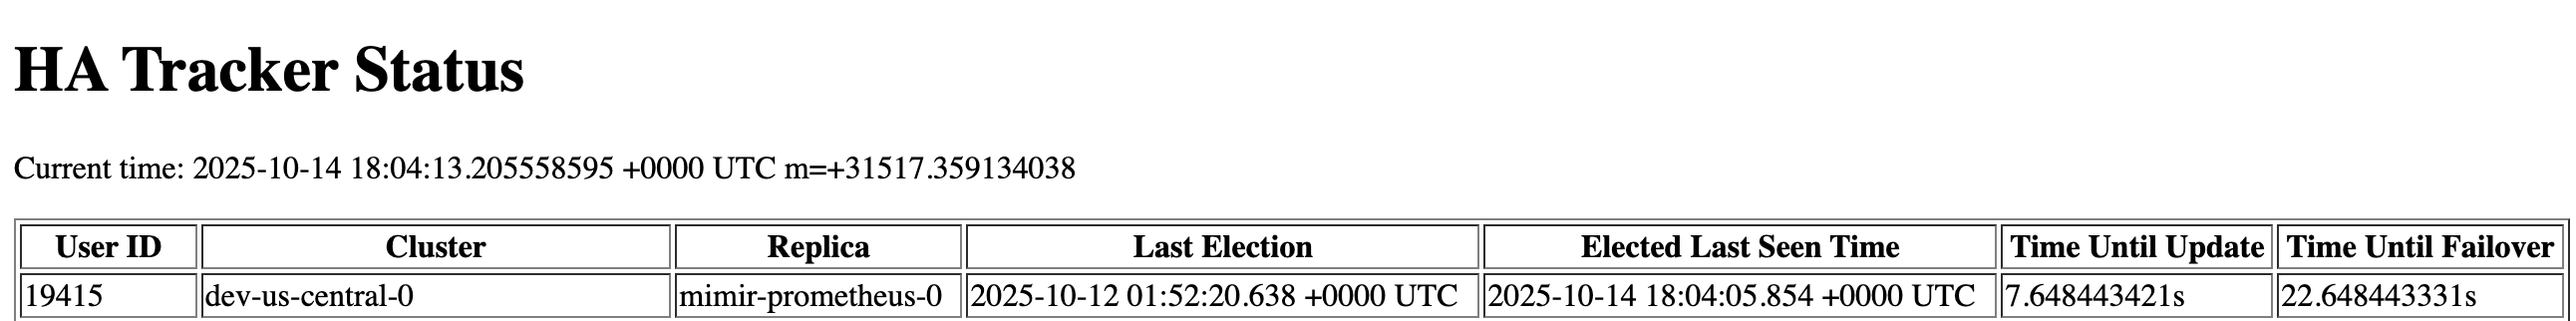 HA Tracker Status
Current time: 2025-10-14 18:04:13.205558595 +0000 UTC m=+31517.359134038
User ID Cluster Replica Last Election Elected Last Seen Time Time Until Update Time Until Failover
19415 dev-us-central-0 mimir-prometheus-0 2025-10-12 01:52:20.638 +0000 UTC 2025-10-14 18:04:05.854 +0000 UTC 7.648443421s 22.648443331s